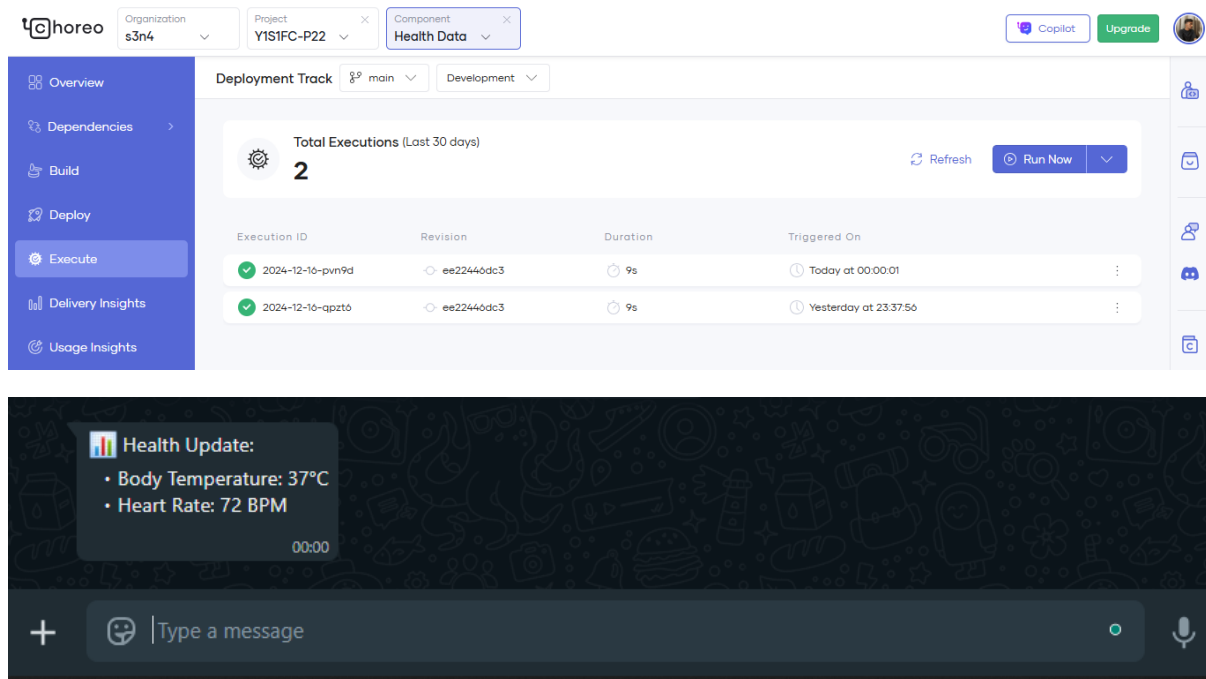 Choreo
Organization
s3n4
Project
Y1S1FC-P22
Component
Health Data
Copilot
Upgrade
Overview
Dependencies
Build
Deploy
Execute
Delivery Insights
Usage Insights
Deployment Track main Development
Total Executions (Last 30 days)
2
Refresh
Run Now
Execution ID Revision Duration Triggered On
2024-12-16-pvn9d ee22446dc3 9s Today at 00:00:01
2024-12-16-qpzt6 ee22446dc3 9s Yesterday at 23:37:56
📊 Health Update:
• Body Temperature: 37°C
• Heart Rate: 72 BPM
00:00
Type a message